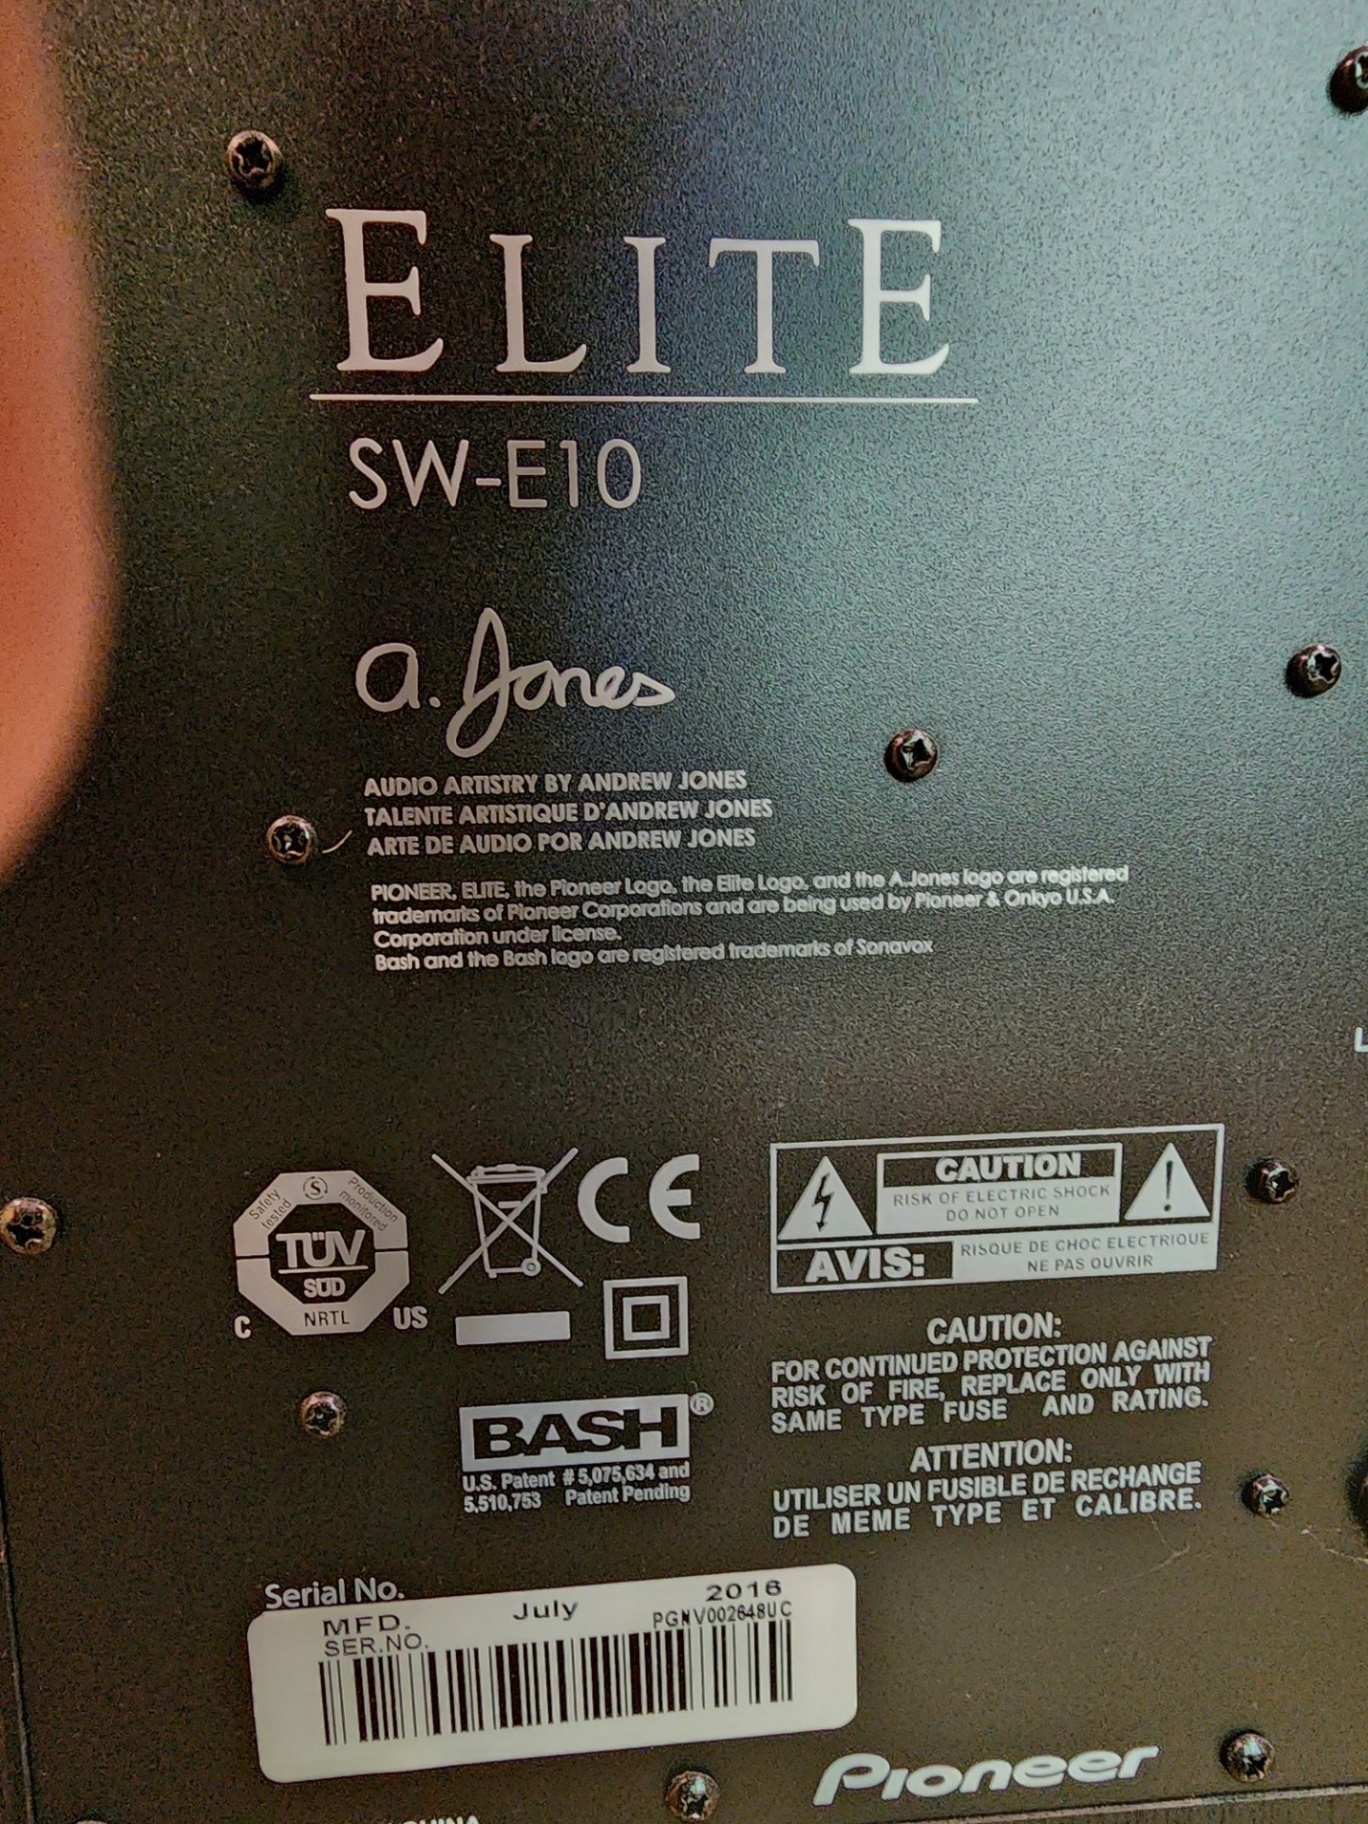 ELITE
SW-E10
a. Jones
AUDIO ARTISTRY BY ANDREW JONES
TALENTE ARTISTIQUE D'ANDREW JONES
ARTE DE AUDIO POR ANDREW JONES
PIONEER, ELITE, the Pioneer Logo, the Elite Logo, and the A.Jones logo are registered
trademarks of Pioneer Corporations and are being used by Pioneer & Onkyo U.S.A.
Corporation under license.
Bash and the Bash logo are registered trademarks of Sonavox
Safety tested
S
Production monitored
TÜV
SÜD
NRTL
C US
CE
CAUTION
RISK OF ELECTRIC SHOCK
DO NOT OPEN
AVIS:
RISQUE DE CHOC ELECTRIQUE
NE PAS OUVRIR
CAUTION:
FOR CONTINUED PROTECTION AGAINST
RISK OF FIRE, REPLACE ONLY WITH
SAME TYPE FUSE AND RATING.
ATTENTION:
UTILISER UN FUSIBLE DE RECHANGE
DE MEME TYPE ET CALIBRE.
BASH®
U.S. Patent # 5,075,634 and
5,510,753 Patent Pending
Serial No.
MFD. July 2016
SER.NO. PGNV002648UC
Pioneer